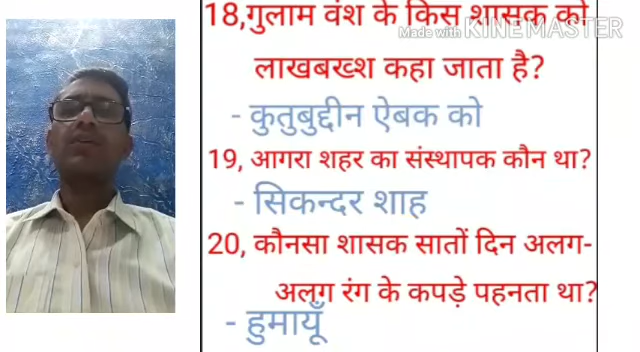 18,गुलाम वंश के किस शासक को
Made with KINEMASTER
लाखबख्श कहा जाता है?
- कुतुबुद्दीन ऐबक को
19, आगरा शहर का संस्थापक कौन था?
- सिकन्दर शाह
20, कौनसा शासक सातों दिन अलग-
अलग रंग के कपड़े पहनता था?
- हुमायूँ